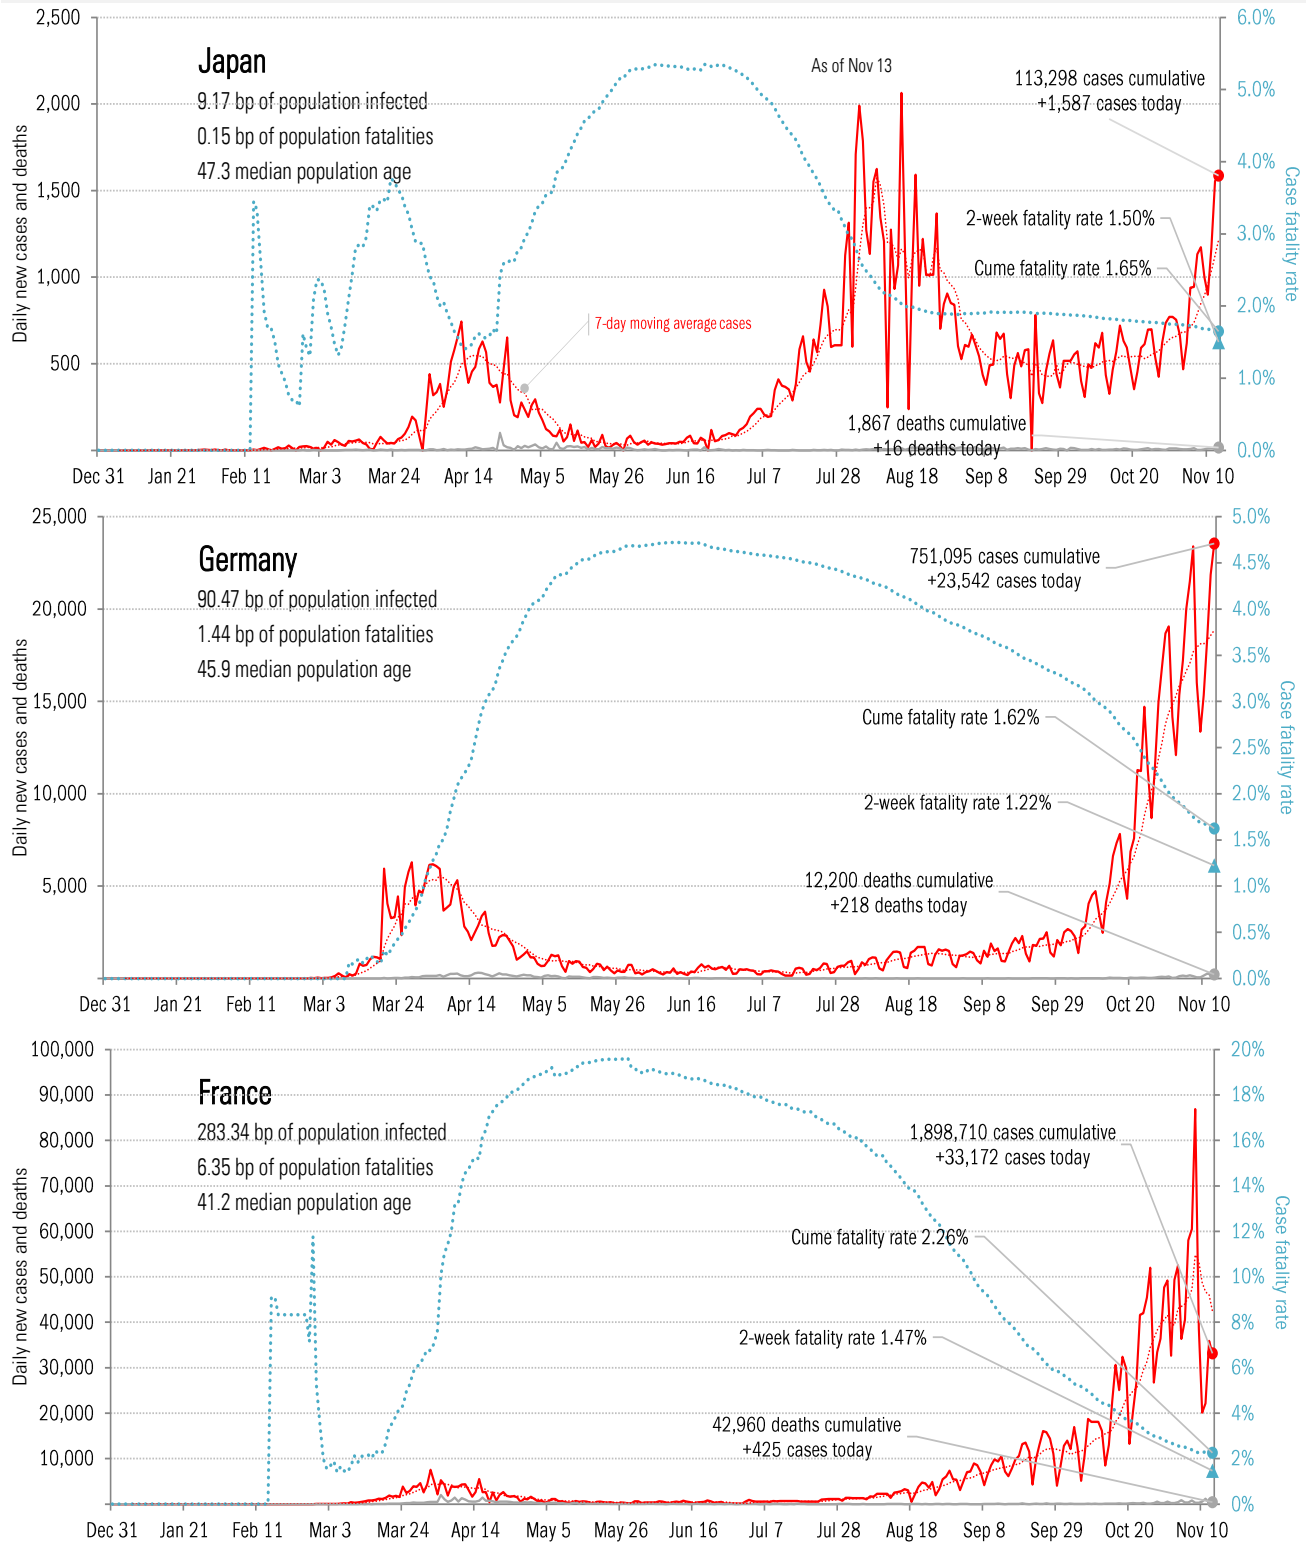 2,500
6.0%
Japan
As of Nov 13
113,298 cases cumulative
+1,587 cases today
9.17 bp of population infected
2,000
5.0%
0.15 bp of population fatalities
47.3 median population age
4.0%
1,500
2-week fatality rate 1.50%
3.0%
Cume fatality rate 1.65%
1,000
2.0%
7-day moving average cases
500
1.0%
1,867 deaths cumulative
+16 deaths today
0.0%
Daily new cases and deaths
Case fatality rate
Dec 31 Jan 21 Feb 11 Mar 3 Mar 24 Apr 14 May 5 May 26 Jun 16 Jul 7 Jul 28 Aug 18 Sep 8 Sep 29 Oct 20 Nov 10
25,000
5.0%
Germany
751,095 cases cumulative
+23,542 cases today
4.5%
90.47 bp of population infected
20,000
4.0%
1.44 bp of population fatalities
45.9 median population age
3.5%
15,000
3.0%
Cume fatality rate 1.62%
2.5%
10,000
2.0%
2-week fatality rate 1.22%
1.5%
5,000
1.0%
12,200 deaths cumulative
+218 deaths today
0.5%
0.0%
Daily new cases and deaths
Case fatality rate
Dec 31 Jan 21 Feb 11 Mar 3 Mar 24 Apr 14 May 5 May 26 Jun 16 Jul 7 Jul 28 Aug 18 Sep 8 Sep 29 Oct 20 Nov 10
100,000
20%
France
90,000
18%
283.34 bp of population infected
1,898,710 cases cumulative
+33,172 cases today
80,000
16%
6.35 bp of population fatalities
70,000
14%
41.2 median population age
60,000
12%
Cume fatality rate 2.26%
50,000
10%
40,000
8%
2-week fatality rate 1.47%
30,000
6%
20,000
4%
42,960 deaths cumulative
+425 cases today
10,000
2%
0%
Daily new cases and deaths
Case fatality rate
Dec 31 Jan 21 Feb 11 Mar 3 Mar 24 Apr 14 May 5 May 26 Jun 16 Jul 7 Jul 28 Aug 18 Sep 8 Sep 29 Oct 20 Nov 10